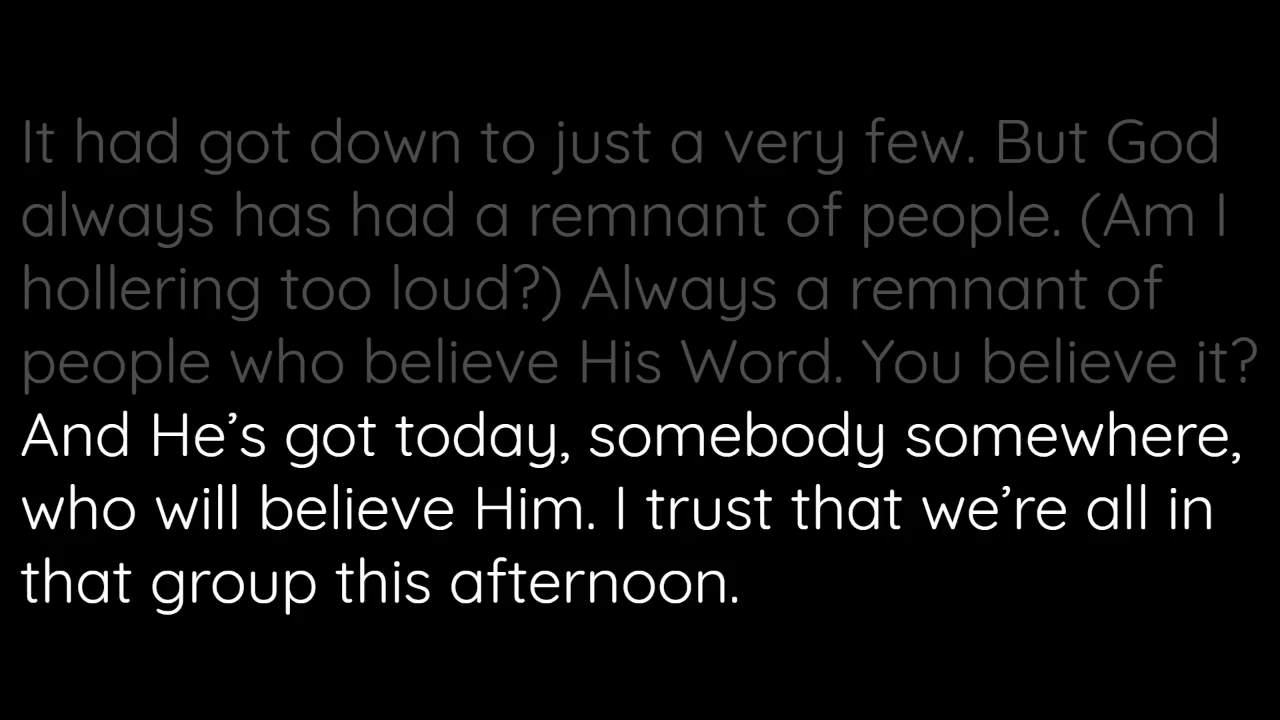 It had got down to just a very few. But God
always has had a remnant of people. (Am I
hollering too loud?) Always a remnant of
people who believe His Word. You believe it?
And He’s got today, somebody somewhere,
who will believe Him. I trust that we’re all in
that group this afternoon.